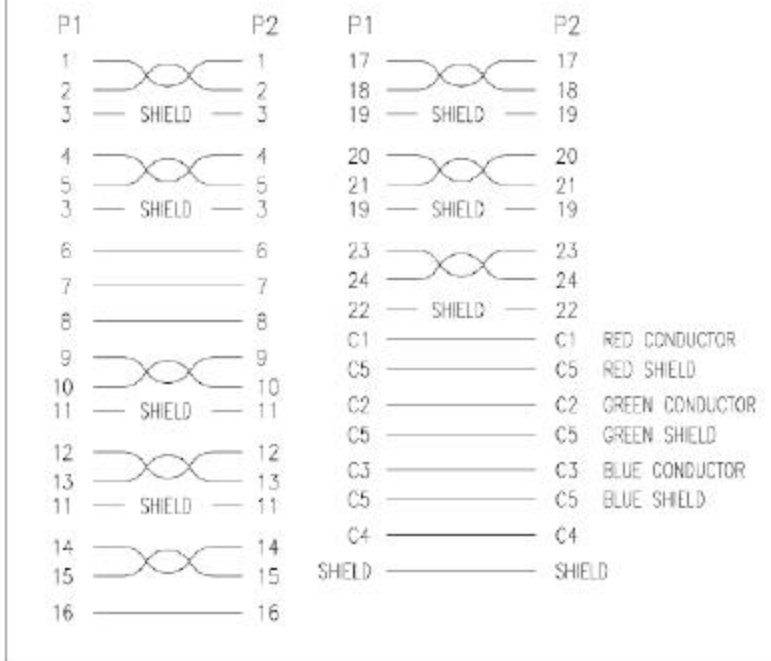 P1 P2
1 1
2 2
3 SHIELD 3
4 4
5 5
3 SHIELD 3
6 6
7 7
8 8
9 9
10 10
11 SHIELD 11
12 12
13 13
11 SHIELD 11
14 14
15 15
16 16
P1 P2
17 17
18 18
19 SHIELD 19
20 20
21 21
19 SHIELD 19
23 23
24 24
22 SHIELD 22
C1 C1 RED CONDUCTOR
C5 C5 RED SHIELD
C2 C2 GREEN CONDUCTOR
C5 C5 GREEN SHIELD
C3 C3 BLUE CONDUCTOR
C5 C5 BLUE SHIELD
C4 C4
SHIELD SHIELD